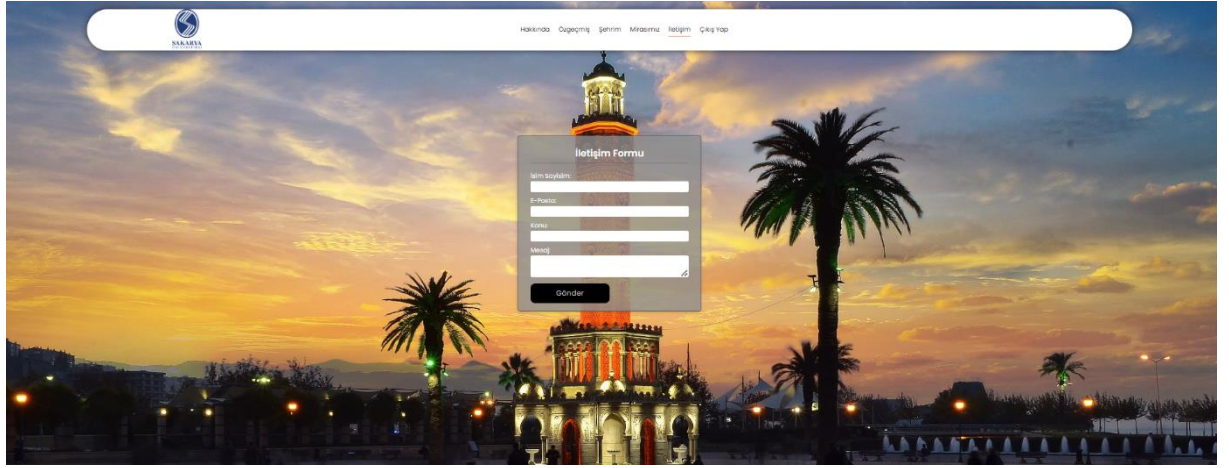 SAKARYA
Hakkında Özgeçmiş Şehrim Mirasımız İletişim Çıkış Yap
İletişim Formu
İsim Soyisim:
E-Posta:
Konu:
Mesaj:
Gönder